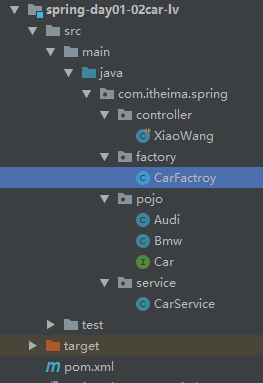 spring-day01-02car-lv
src
main
java
com.itheima.spring
controller
XiaoWang
factory
CarFactroy
pojo
Audi
Bmw
Car
service
CarService
test
target
pom.xml